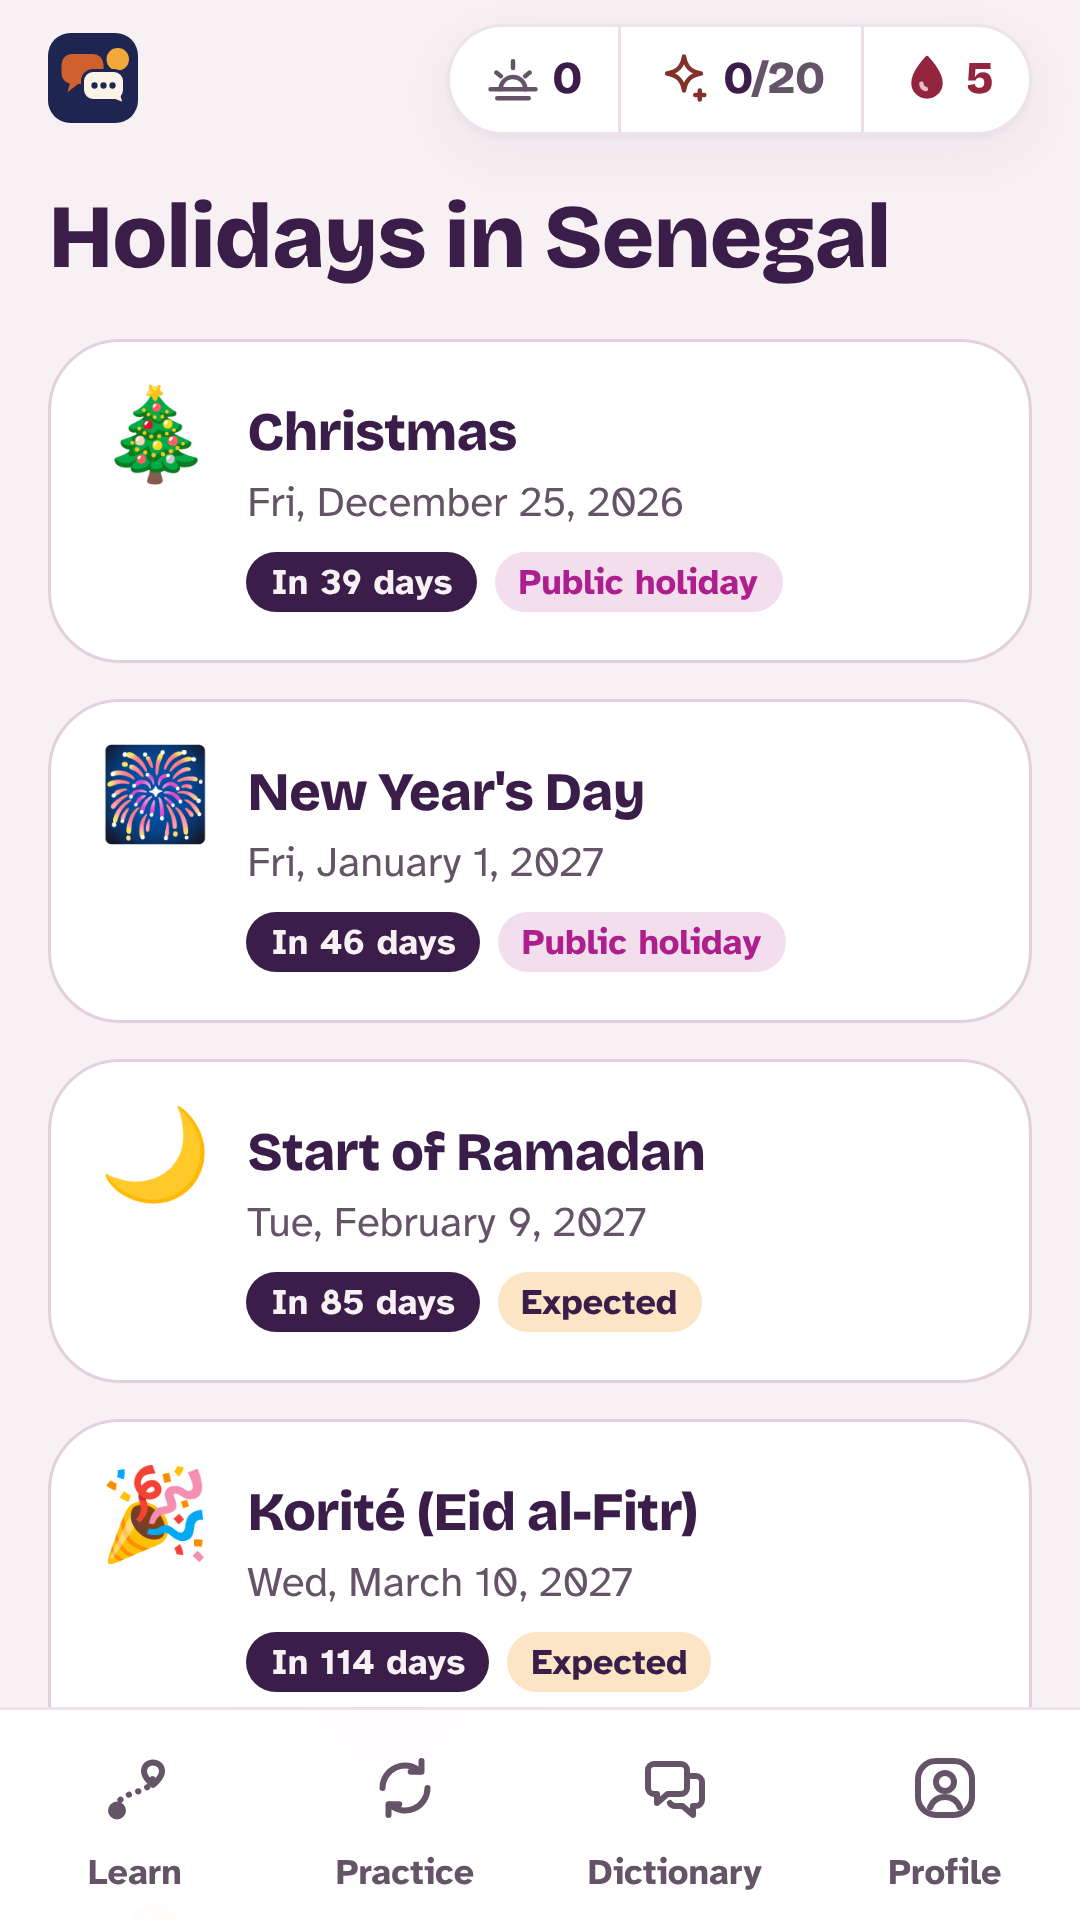 0
0/20
5
Holidays in Senegal
Christmas
Fri, December 25, 2026
In 39 days
Public holiday
New Year's Day
Fri, January 1, 2027
In 46 days
Public holiday
Start of Ramadan
Tue, February 9, 2027
In 85 days
Expected
Korité (Eid al-Fitr)
Wed, March 10, 2027
In 114 days
Expected
Learn
Practice
Dictionary
Profile